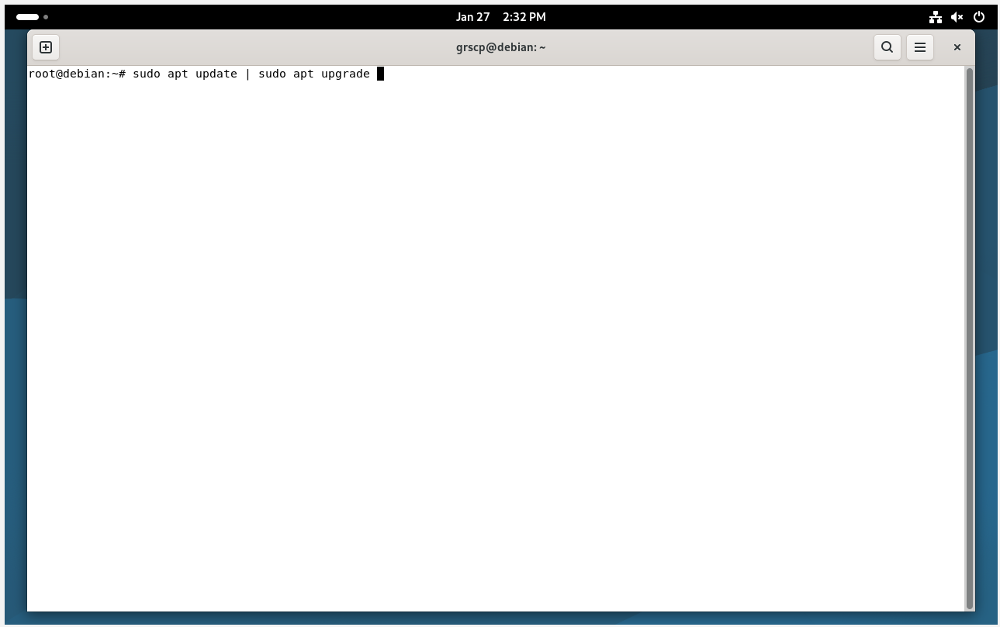 Jan 27 2:32 PM
grscp@debian: ~
root@debian:~# sudo apt update | sudo apt upgrade